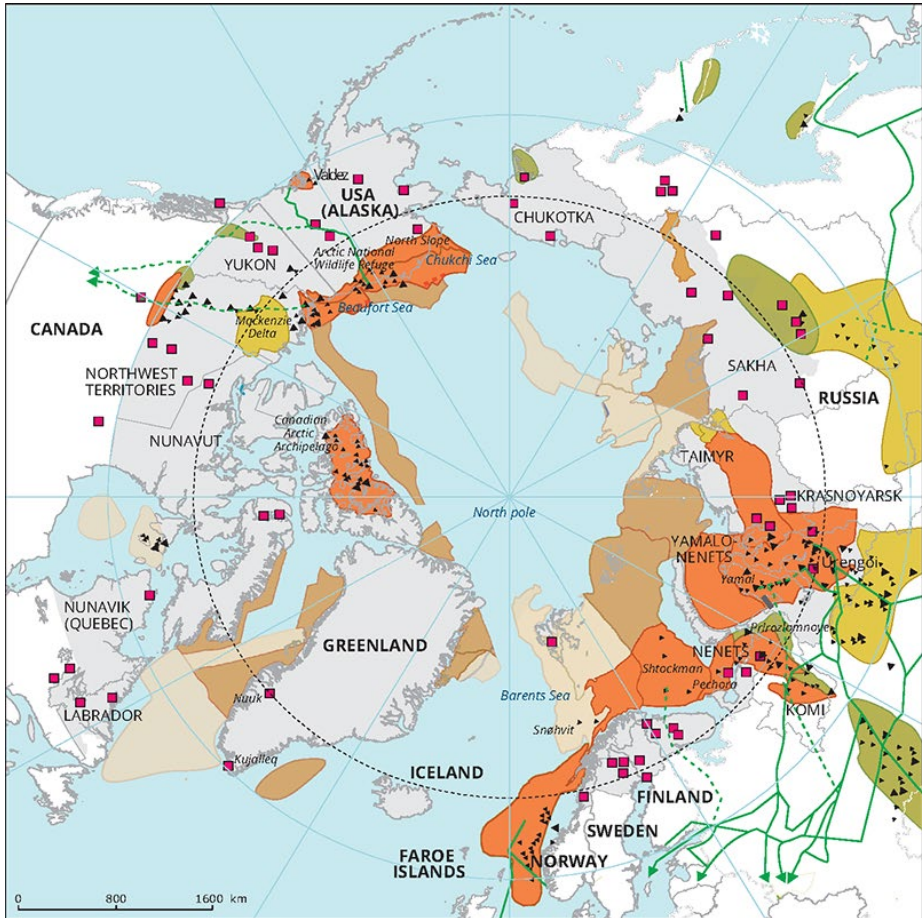 Valdez
USA
(ALASKA)
CHUKOTKA
North Slope
Arctic National
Wildlife Refuge
Chukchi Sea
YUKON
Beaufort Sea
Mackenzie
Delta
CANADA
NORTHWEST
TERRITORIES
SAKHA
RUSSIA
NUNAVUT
Canadian
Arctic
Archipelago
TAIMYR
KRASNOYARSK
North pole
YAMALO-
NENETS
Urengoi
Yamal
NUNAVIK
(QUEBEC)
GREENLAND
Prirozlomnoye
NENETS
Shtockman
Pechora
Barents Sea
Nuuk
LABRADOR
KOMI
Snøhvit
Kujalleq
ICELAND
FINLAND
SWEDEN
FAROE
ISLANDS
NORWAY
0 800 1600 km